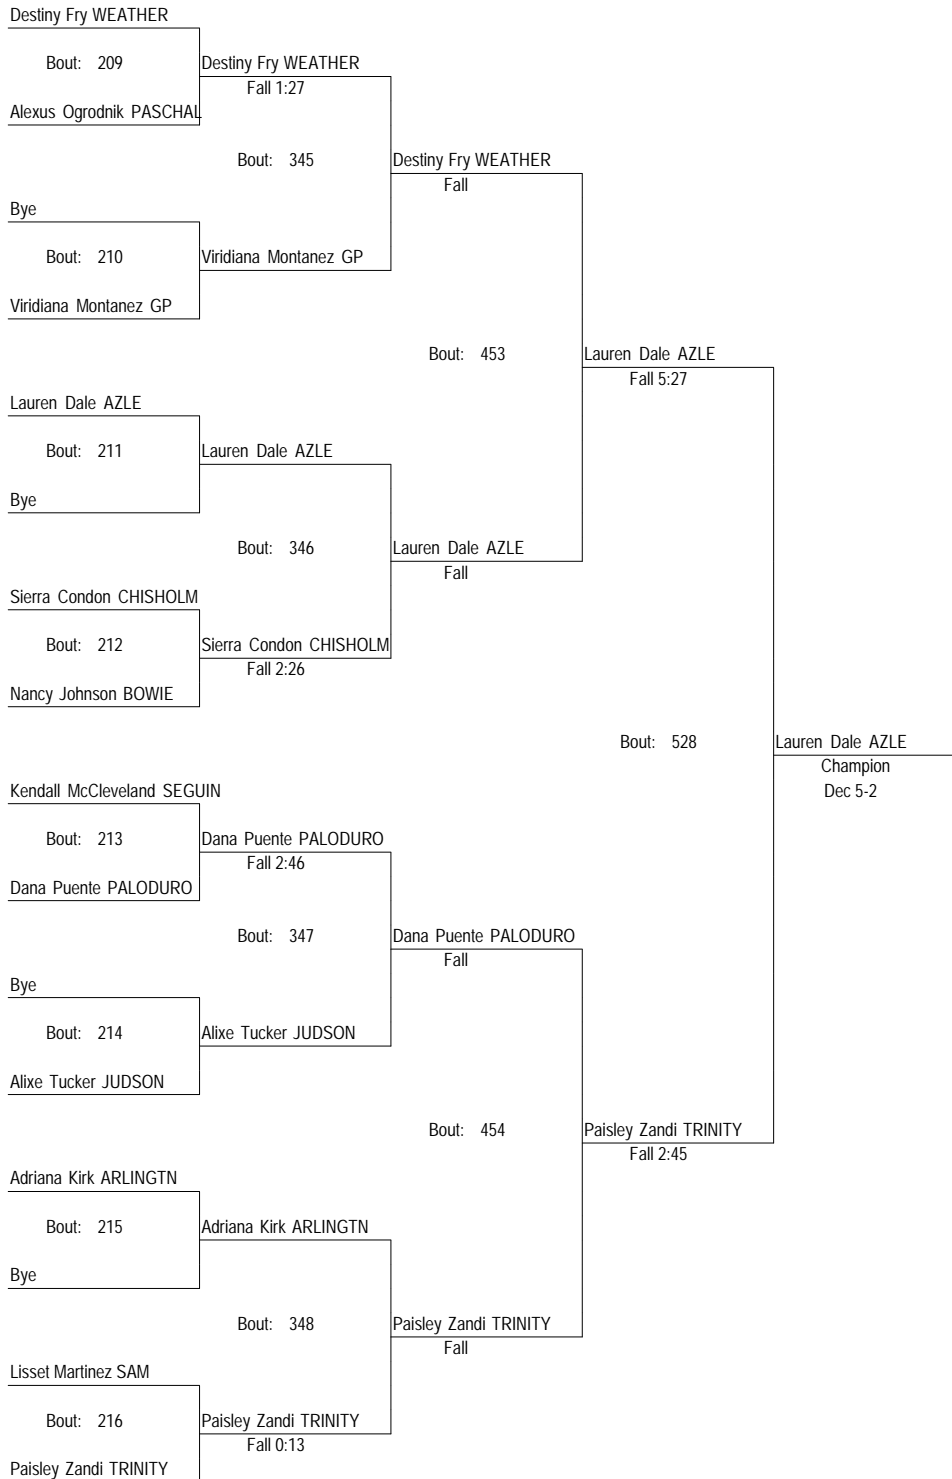 Destiny Fry WEATHER
Bout: 209
Destiny Fry WEATHER
Fall 1:27
Alexus Ogrodnik PASCHAL
Bout: 345
Destiny Fry WEATHER
Fall
Bye
Bout: 210
Viridiana Montanez GP
Viridiana Montanez GP
Bout: 453
Lauren Dale AZLE
Fall 5:27
Lauren Dale AZLE
Bout: 211
Lauren Dale AZLE
Bye
Bout: 346
Lauren Dale AZLE
Fall
Sierra Condon CHISHOLM
Bout: 212
Sierra Condon CHISHOLM
Fall 2:26
Nancy Johnson BOWIE
Bout: 528
Lauren Dale AZLE
Champion
Dec 5-2
Kendall McCleveland SEGUIN
Bout: 213
Dana Puente PALODURO
Fall 2:46
Dana Puente PALODURO
Bout: 347
Dana Puente PALODURO
Fall
Bye
Bout: 214
Alixe Tucker JUDSON
Alixe Tucker JUDSON
Bout: 454
Paisley Zandi TRINITY
Fall 2:45
Adriana Kirk ARLINGTN
Bout: 215
Adriana Kirk ARLINGTN
Bye
Bout: 348
Paisley Zandi TRINITY
Fall
Lisset Martinez SAM
Bout: 216
Paisley Zandi TRINITY
Fall 0:13
Paisley Zandi TRINITY